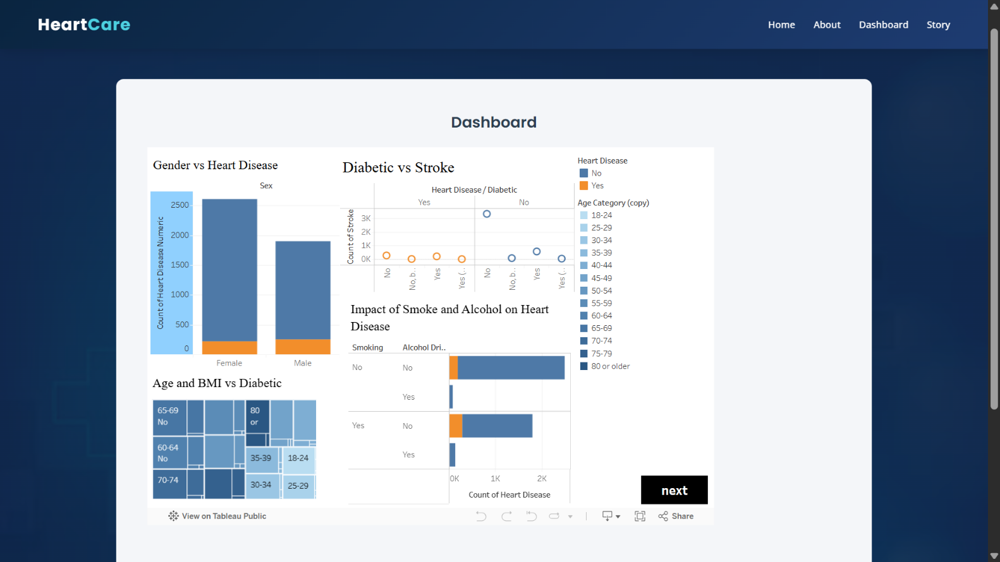 HeartCare
Home About Dashboard Story
Dashboard
Gender vs Heart Disease
Sex
Count of Heart Disease Numeric
2500
2000
1500
1000
500
0
Female Male
Diabetic vs Stroke
Heart Disease / Diabetic
Yes No
Count of Stroke
3K
2K
1K
0K
No No, b.. Yes Yes (.. No No, b.. Yes Yes (..
Heart Disease
No
Yes
Age Category (copy)
18-24
25-29
30-34
35-39
40-44
45-49
50-54
55-59
60-64
65-69
70-74
75-79
80 or older
Age and BMI vs Diabetic
65-69
No
60-64
No
70-74
80
or
35-39
18-24
30-34
25-29
Impact of Smoke and Alcohol on Heart
Disease
Smoking Alcohol Dri..
No No
Yes
Yes No
Yes
0K 1K 2K
Count of Heart Disease
next
View on Tableau Public
Share